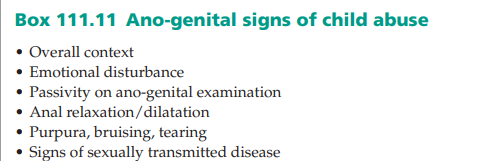 Box 111.11 Ano-genital signs of child abuse
• Overall context
• Emotional disturbance
• Passivity on ano-genital examination
• Anal relaxation/dilatation
• Purpura, bruising, tearing
• Signs of sexually transmitted disease